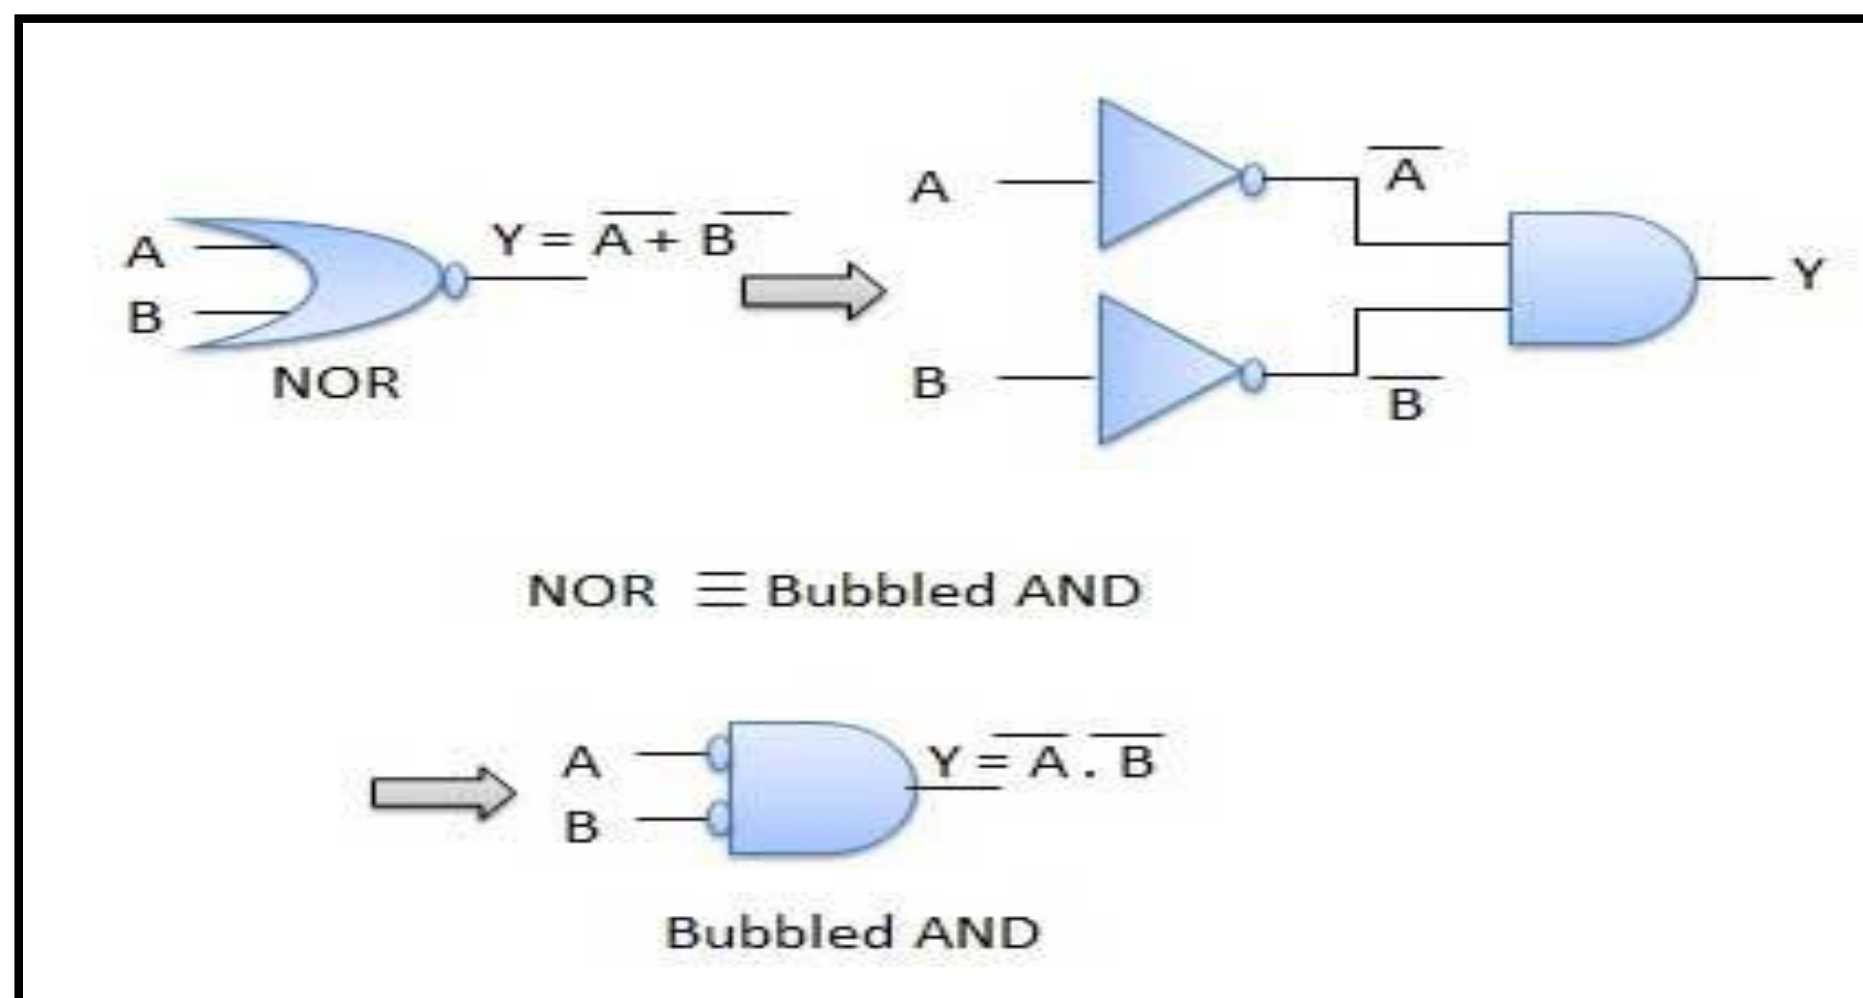 A
B
Y = A̅ + B̅
NOR
A
A̅
B
B̅
Y
NOR ≡ Bubbled AND
A
B
Y = A̅ . B̅
Bubbled AND